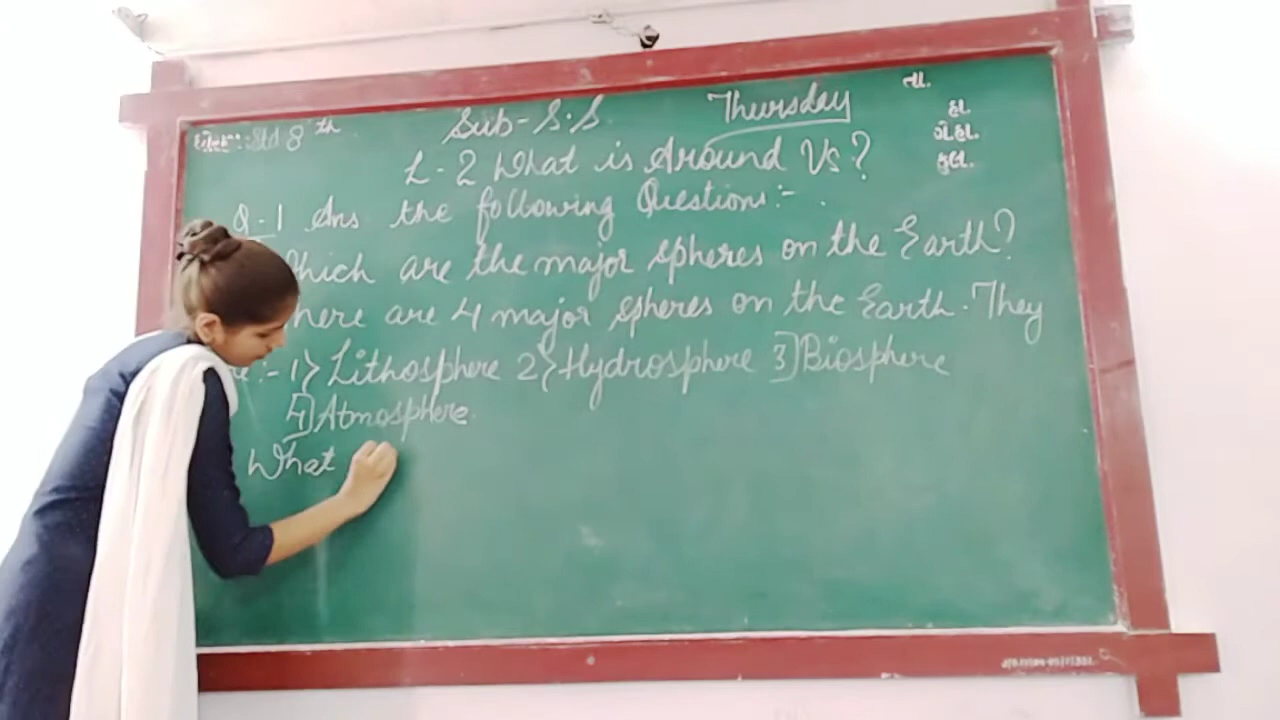 Std 8th Sub- S.S Thursday તા.
L-2 What is Around Us? હા.
ગે.હા.
Q-1 Ans the following Questions:- . કુલ.
Which are the major spheres on the Earth?
here are 4 major spheres on the Earth. They
:- 1> Lithosphere 2> Hydrosphere 3] Biosphere
4] Atmosphere
What